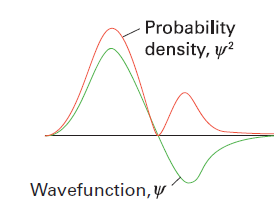 Probability
density, ψ²
Wavefunction, ψ